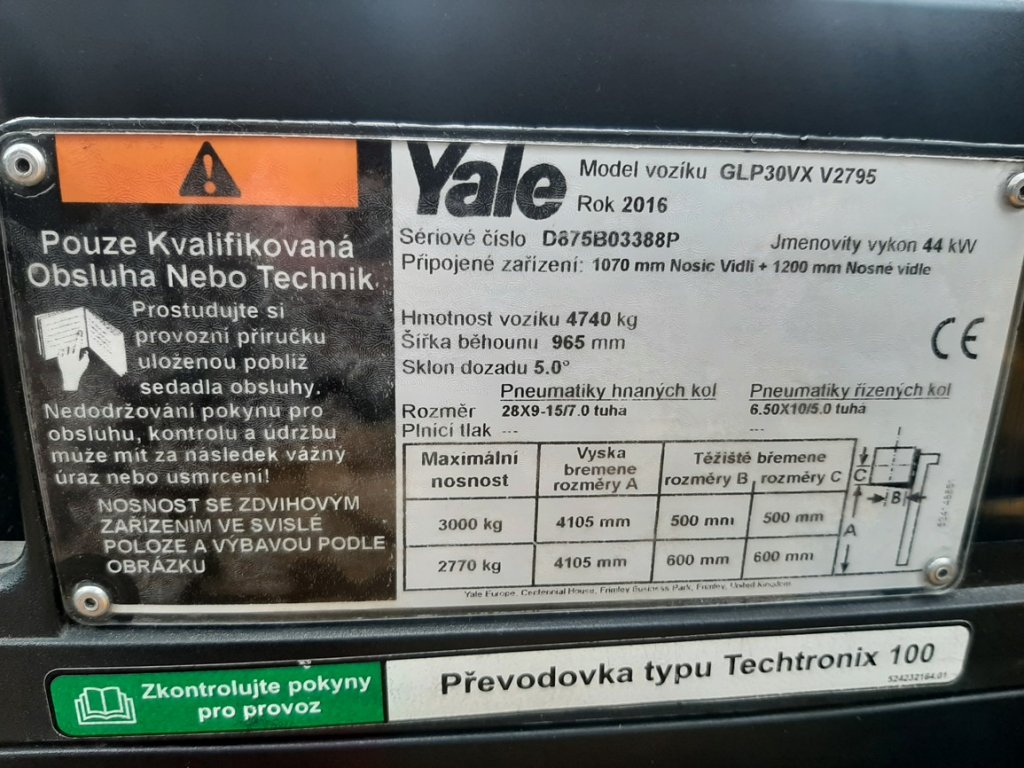 Pouze Kvalifikovaná
Obsluha Nebo Technik
Prostudujte si
provozní příručku
uloženou poblíž
sedadla obsluhy.
Nedodržování pokynu pro
obsluhu, kontrolu a údržbu
muže mít za následek vážný
úraz nebo usmrcení!
NOSNOST SE ZDVIHOVÝM
ZAŘÍZENÍM VE SVISLÉ
POLOZE A VÝBAVOU PODLE
OBRÁZKU
Yale
Model vozíku GLP30VX V2795
Rok 2016
Sériové číslo D875B03388P
Jmenovity vykon 44 kW
Připojené zařízení: 1070 mm Nosic Vidlí + 1200 mm Nosné vidle
Hmotnost vozíku 4740 kg
Šířka běhounu 965 mm
Sklon dozadu 5.0°
CE
Pneumatiky hnaných kol Pneumatiky řízených kol
Rozměr 28X9-15/7.0 tuha 6.50X10/5.0 tuha
Plnící tlak --- ---
Maximální nosnost Vyska břemene rozměry A Těžiště břemene rozměry B , rozměry C
3000 kg 4105 mm 500 mm 500 mm
2770 kg 4105 mm 600 mm 600 mm
C
B
A
Yale Europe, Centennial House, Frimley Business Park, Frimley, United Kingdom
Zkontrolujte pokyny
pro provoz
Převodovka typu Techtronix 100
524232184.01